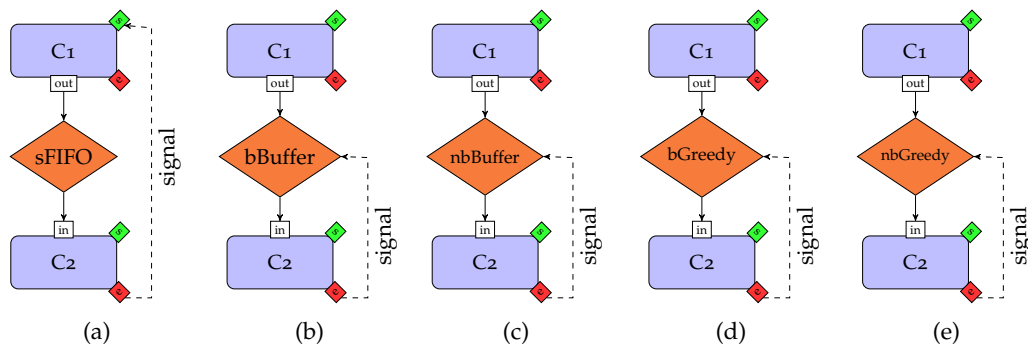 s
C1
e
out
sFIFO
signal
in
s
C2
e
(a)
s
C1
e
out
bBuffer
signal
in
s
C2
e
(b)
s
C1
e
out
nbBuffer
signal
in
s
C2
e
(c)
s
C1
e
out
bGreedy
signal
in
s
C2
e
(d)
s
C1
e
out
nbGreedy
signal
in
s
C2
e
(e)